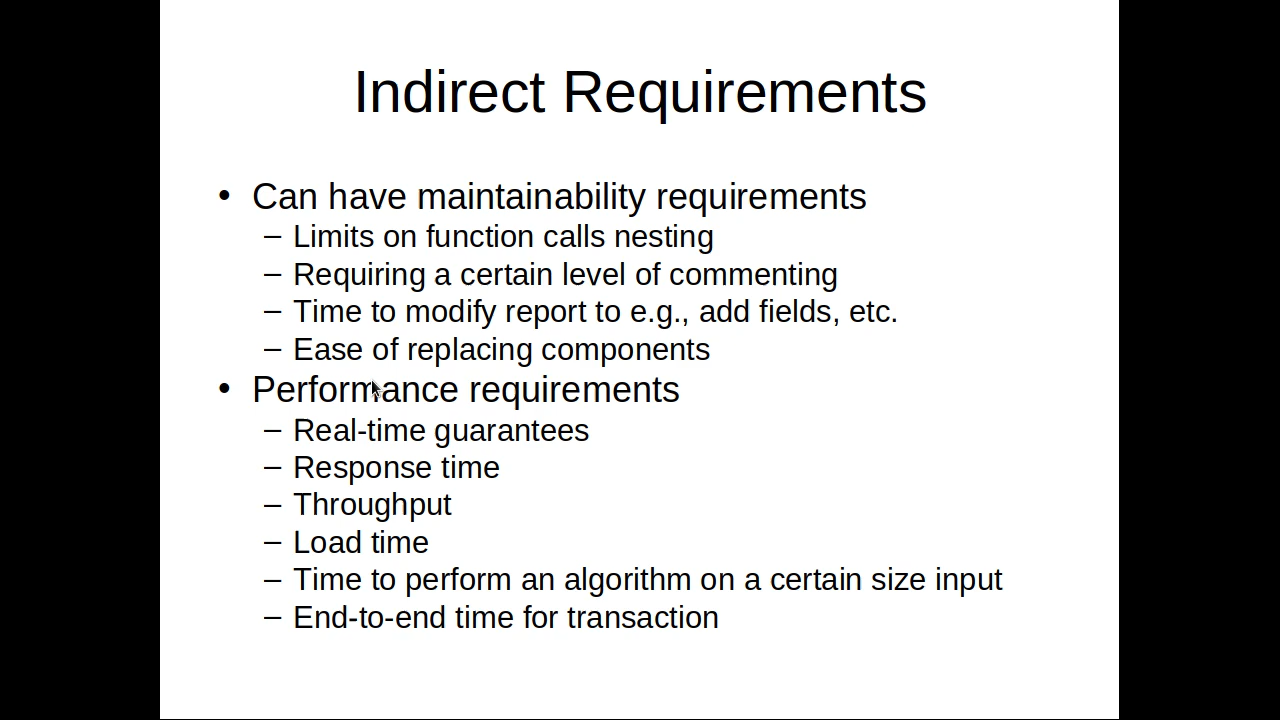 Indirect Requirements
• Can have maintainability requirements
– Limits on function calls nesting
– Requiring a certain level of commenting
– Time to modify report to e.g., add fields, etc.
– Ease of replacing components
• Performance requirements
– Real-time guarantees
– Response time
– Throughput
– Load time
– Time to perform an algorithm on a certain size input
– End-to-end time for transaction